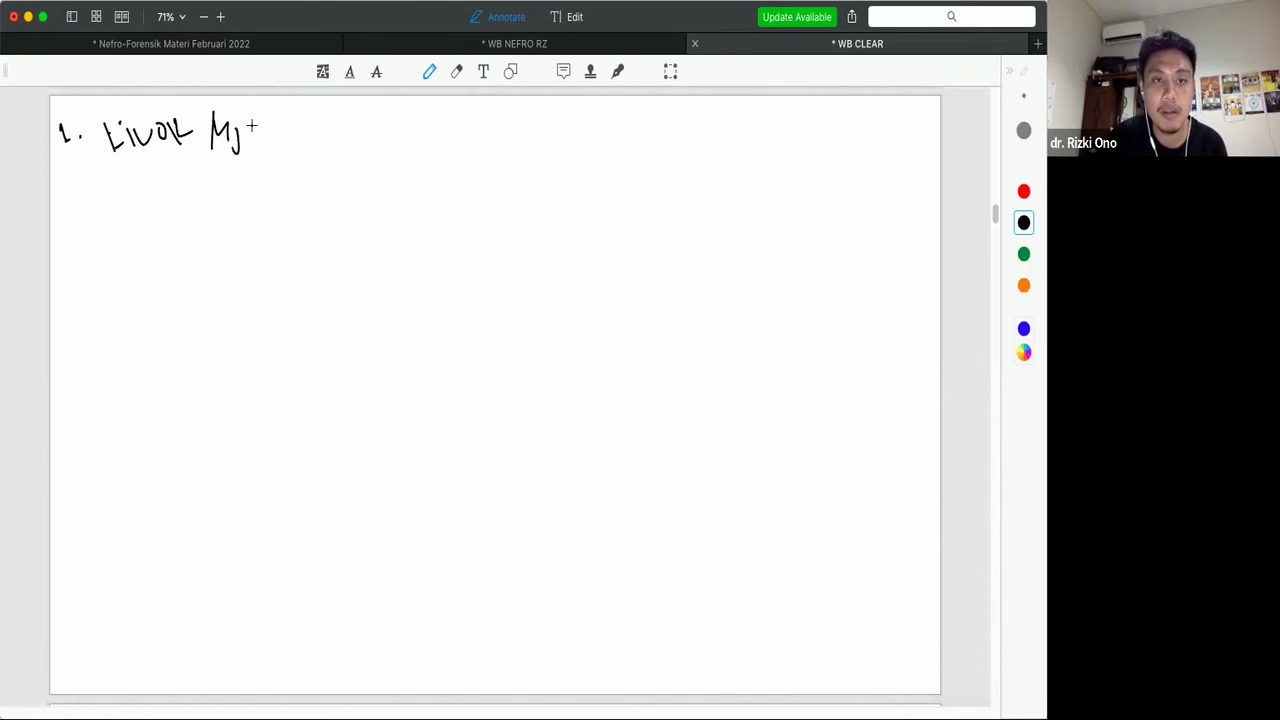 71%
Annotate
Edit
Update Available
* Nefro-Forensik Materi Februari 2022
* WB NEFRO RZ
* WB CLEAR
1. Livor M
dr. Rizki Ono